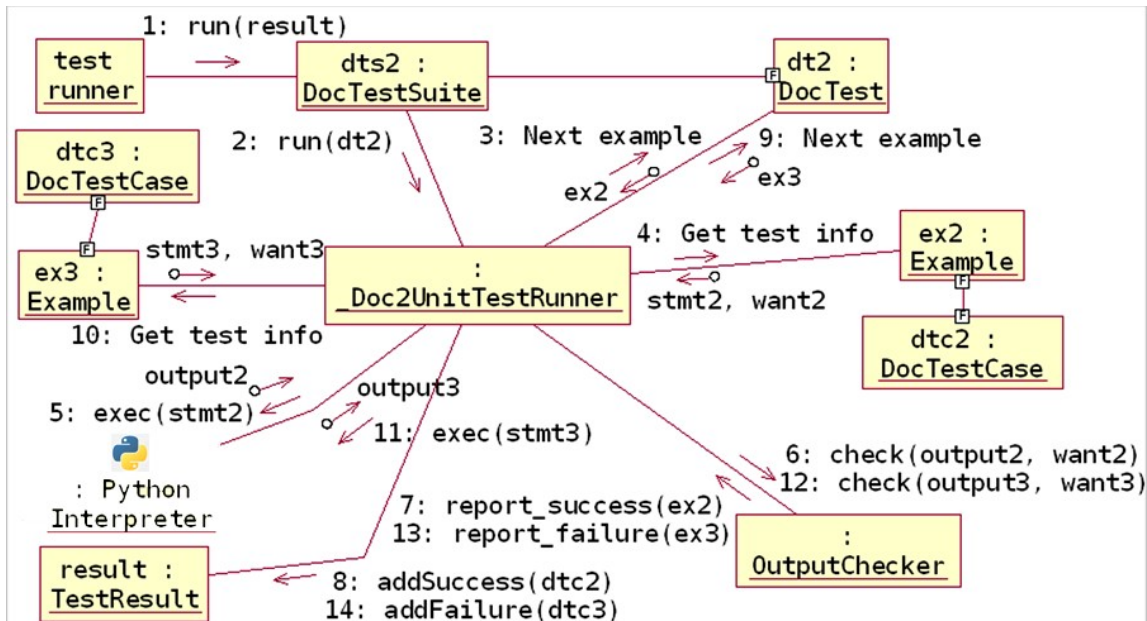 1: run(result)
test
runner
dts2 :
DocTestSuite
F
dt2 :
DocTest
2: run(dt2)
3: Next example
ex2
9: Next example
ex3
dtc3 :
DocTestCase
F
F
ex3 :
Example
stmt3, want3
10: Get test info
:
_Doc2UnitTestRunner
4: Get test info
stmt2, want2
ex2 :
Example
F
F
dtc2 :
DocTestCase
output2
5: exec(stmt2)
output3
11: exec(stmt3)
: Python
Interpreter
6: check(output2, want2)
12: check(output3, want3)
7: report_success(ex2)
13: report_failure(ex3)
:
OutputChecker
result :
TestResult
8: addSuccess(dtc2)
14: addFailure(dtc3)